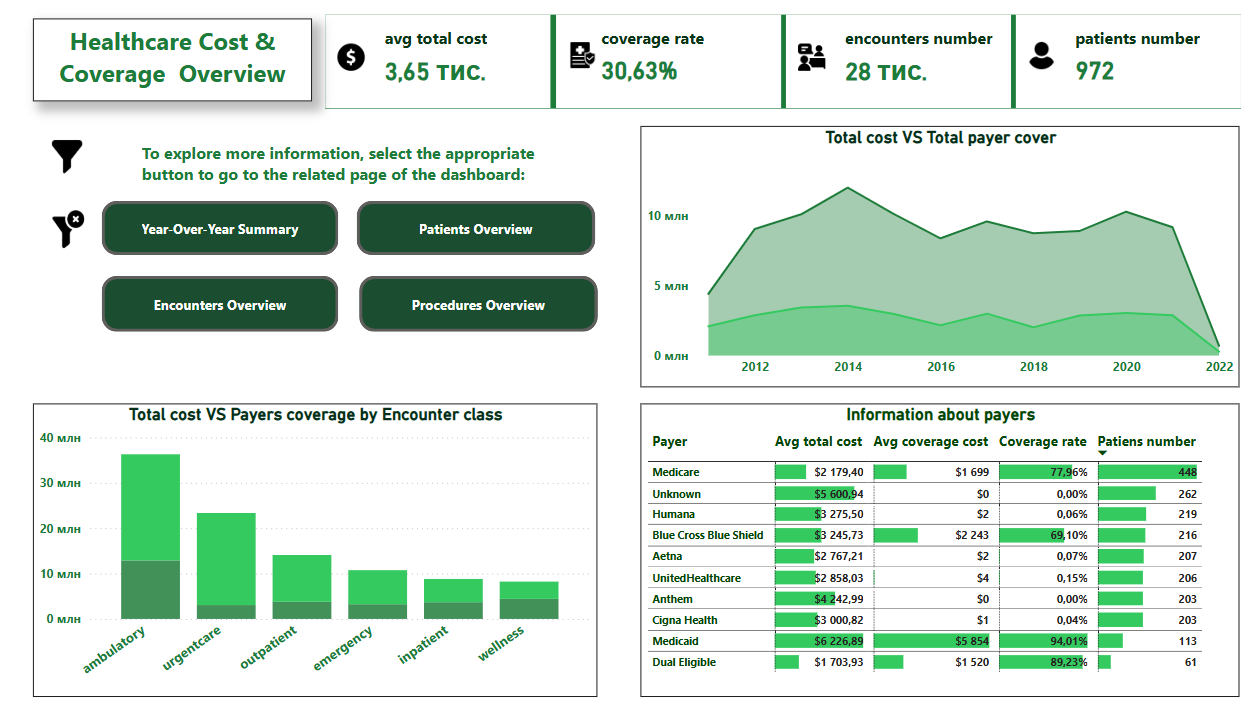 Healthcare Cost &
Coverage Overview
avg total cost
3,65 тис.
coverage rate
30,63%
encounters number
28 тис.
patients number
972
To explore more information, select the appropriate
button to go to the related page of the dashboard:
Year-Over-Year Summary
Patients Overview
Encounters Overview
Procedures Overview
Total cost VS Total payer cover
10 млн
5 млн
0 млн
2012 2014 2016 2018 2020 2022
Total cost VS Payers coverage by Encounter class
40 млн
30 млн
20 млн
10 млн
0 млн
ambulatory urgentcare outpatient emergency inpatient wellness
Information about payers
Payer Avg total cost Avg coverage cost Coverage rate Patiens number
Medicare $2 179,40 $1 699 77,96% 448
Unknown $5 600,94 $0 0,00% 262
Humana $3 275,50 $2 0,06% 219
Blue Cross Blue Shield $3 245,73 $2 243 69,10% 216
Aetna $2 767,21 $2 0,07% 207
UnitedHealthcare $2 858,03 $4 0,15% 206
Anthem $4 242,99 $0 0,00% 203
Cigna Health $3 000,82 $1 0,04% 203
Medicaid $6 226,89 $5 854 94,01% 113
Dual Eligible $1 703,93 $1 520 89,23% 61